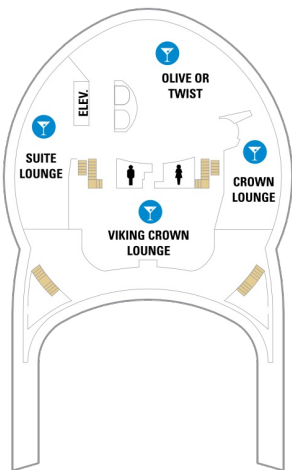 OLIVE OR
TWIST
ELEV.
SUITE
LOUNGE
CROWN
LOUNGE
VIKING CROWN
LOUNGE